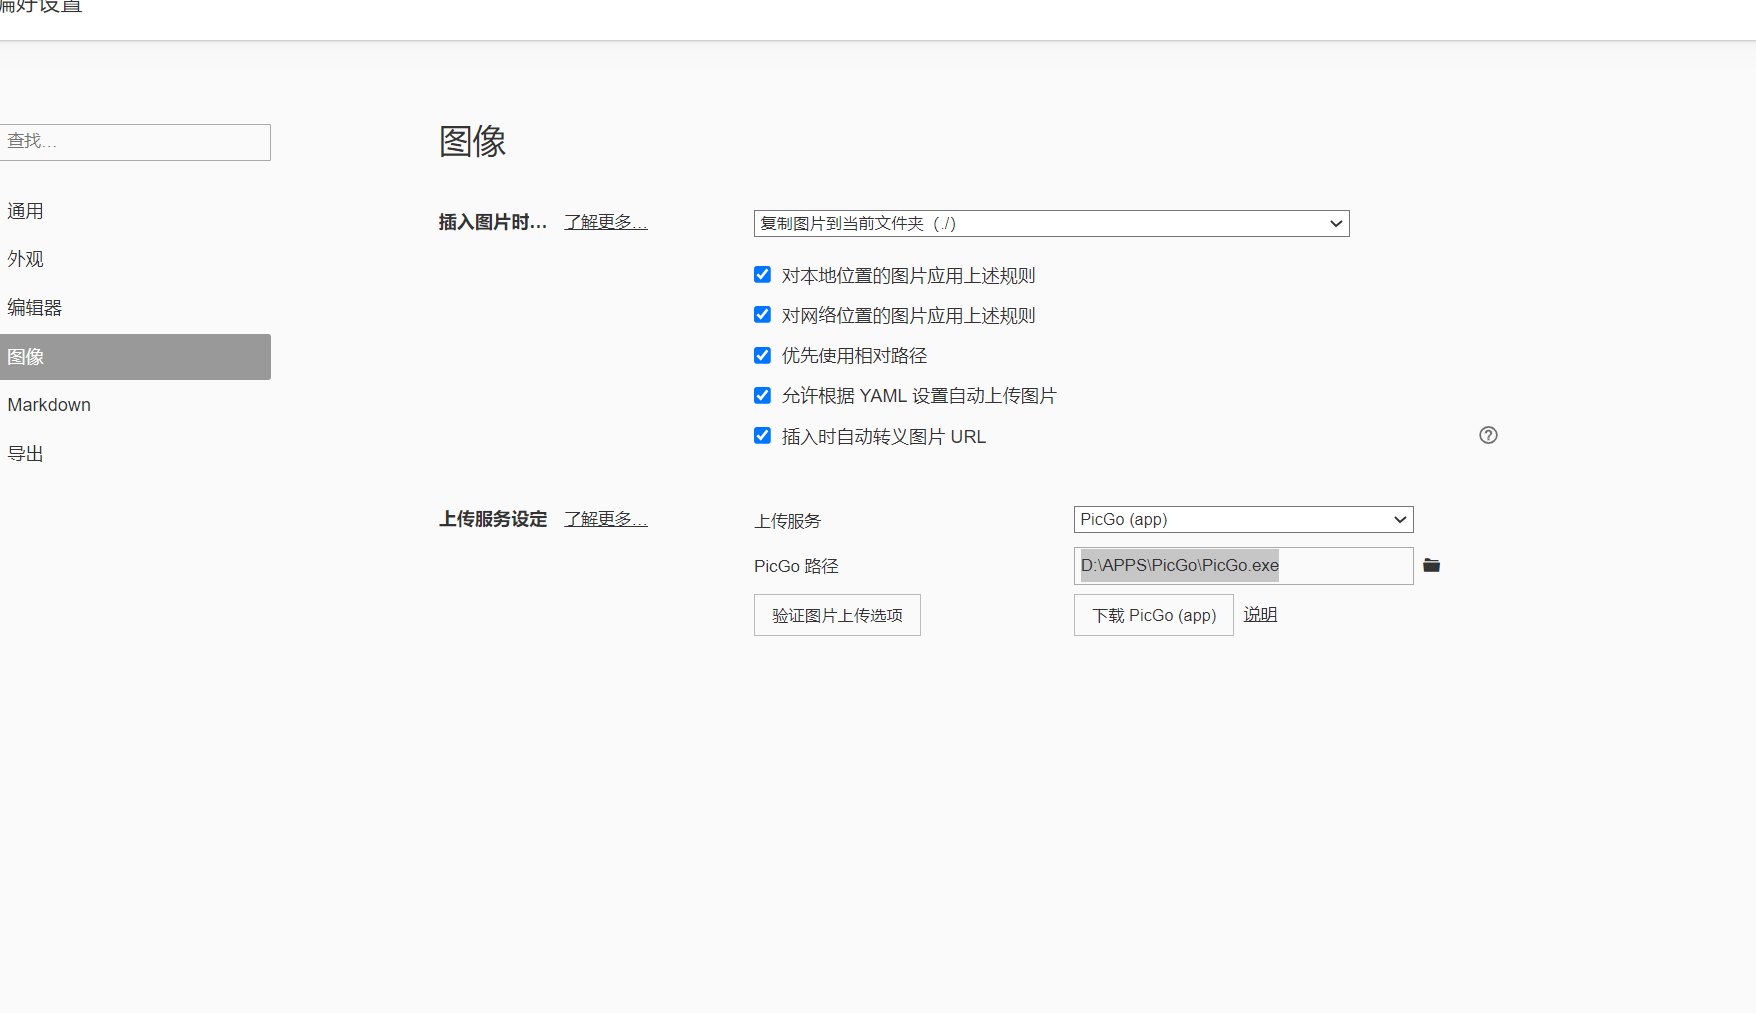 偏好设置
查找…
通用
外观
编辑器
图像
Markdown
导出
图像
插入图片时… 了解更多… 复制图片到当前文件夹 (./)
对本地位置的图片应用上述规则
对网络位置的图片应用上述规则
优先使用相对路径
允许根据 YAML 设置自动上传图片
插入时自动转义图片 URL
上传服务设定 了解更多… 上传服务 PicGo (app)
PicGo 路径 D:\APPS\PicGo\PicGo.exe
验证图片上传选项 下载 PicGo (app) 说明